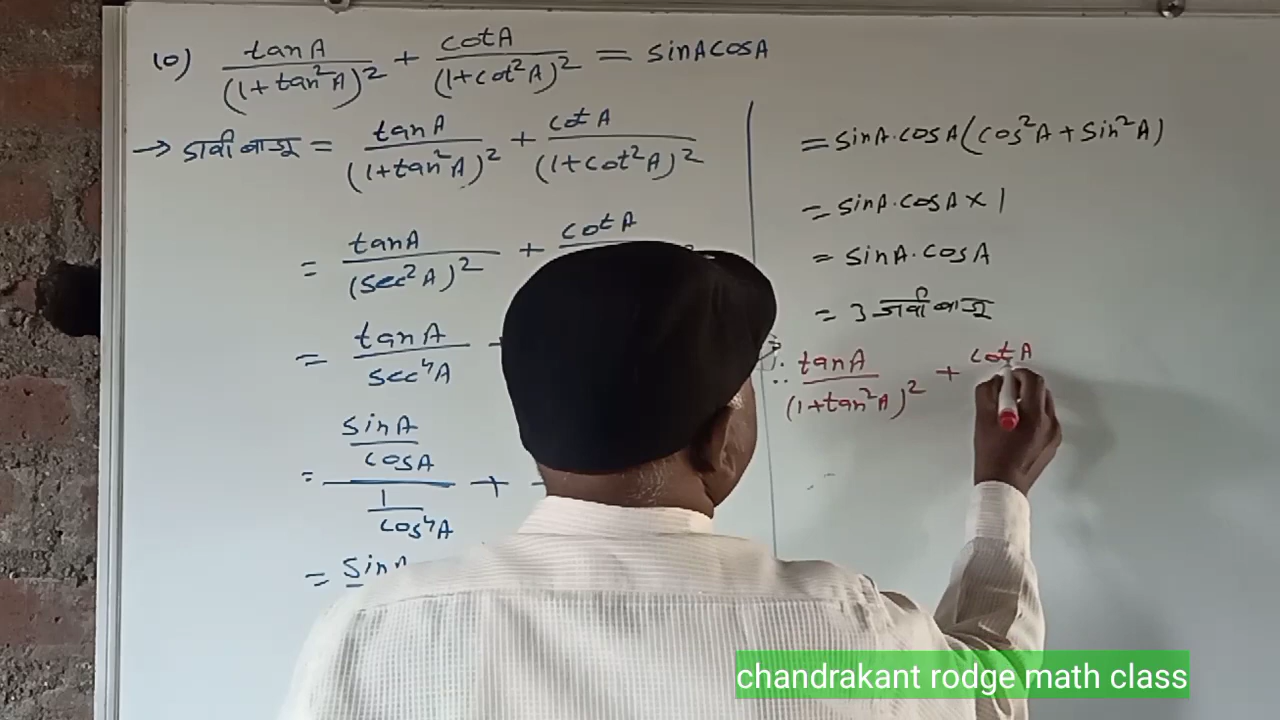 10) tanA/(1+tan²A)² + cotA/(1+cot²A)² = sinAcosA
→ डावी बाजू = tanA/(1+tan²A)² + cotA/(1+cot²A)²
= tanA/(sec²A)² + cotA
= tanA/sec⁴A
= sinA/cosA / 1/cos⁴A +
= sinA
= sinA·cosA(cos²A + sin²A)
= sinA·cosA × 1
= sinA·cosA
= उजवी बाजू
∴ tanA/(1+tan²A)² + cotA
chandrakant rodge math class